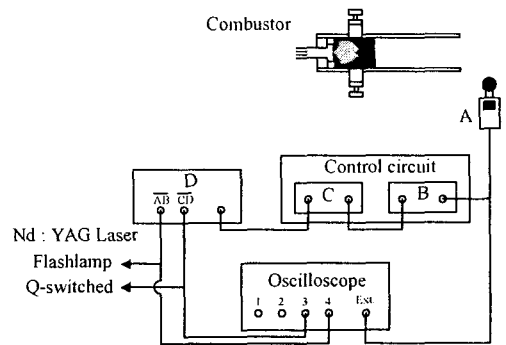 Combustor
A
Control circuit
D
C
B
AB CD
Nd : YAG Laser
Flashlamp
Q-switched
Oscilloscope
1 2 3 4 Ext